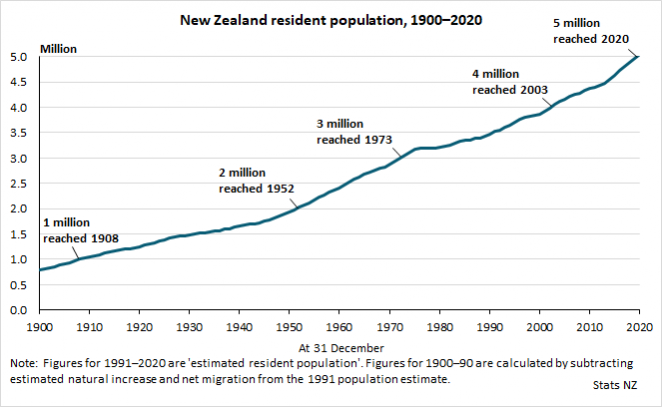 New Zealand resident population, 1900–2020
Million
5 million
reached 2020
4 million
reached 2003
3 million
reached 1973
2 million
reached 1952
1 million
reached 1908
5.0
4.5
4.0
3.5
3.0
2.5
2.0
1.5
1.0
0.5
0.0
1900 1910 1920 1930 1940 1950 1960 1970 1980 1990 2000 2010 2020
At 31 December
Note: Figures for 1991–2020 are 'estimated resident population'. Figures for 1900–90 are calculated by subtracting
estimated natural increase and net migration from the 1991 population estimate.
Stats NZ